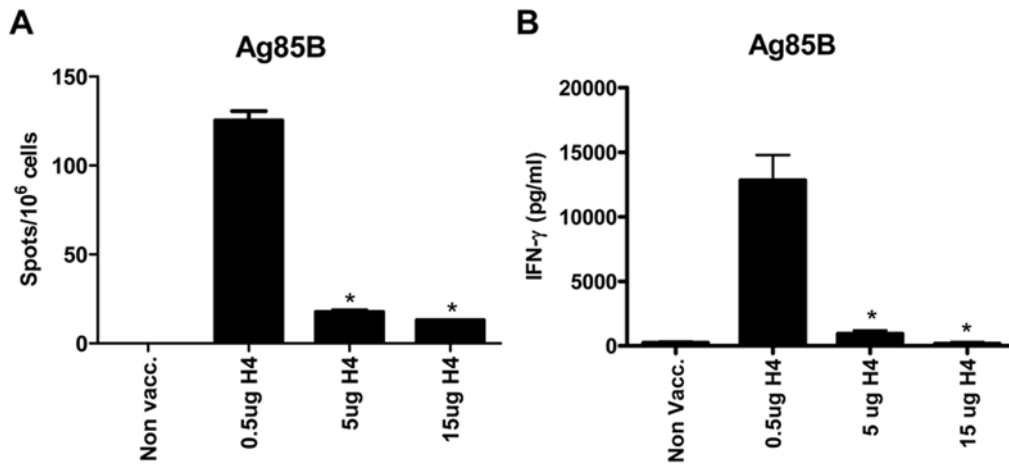 A
Ag85B
Spots/10⁶ cells
150
100
50
0
*
*
Non vacc.
0.5ug H4
5ug H4
15ug H4
B
Ag85B
IFN-γ (pg/ml)
20000
15000
10000
5000
0
*
*
Non Vacc.
0.5ug H4
5 ug H4
15 ug H4